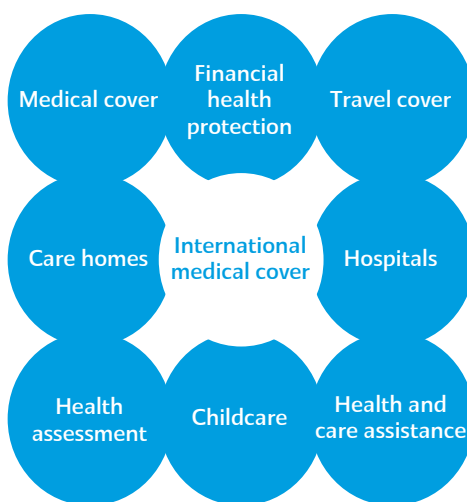 Medical cover
Financial
health
protection
Travel cover
Care homes
International
medical cover
Hospitals
Health
assessment
Childcare
Health and
care assistance